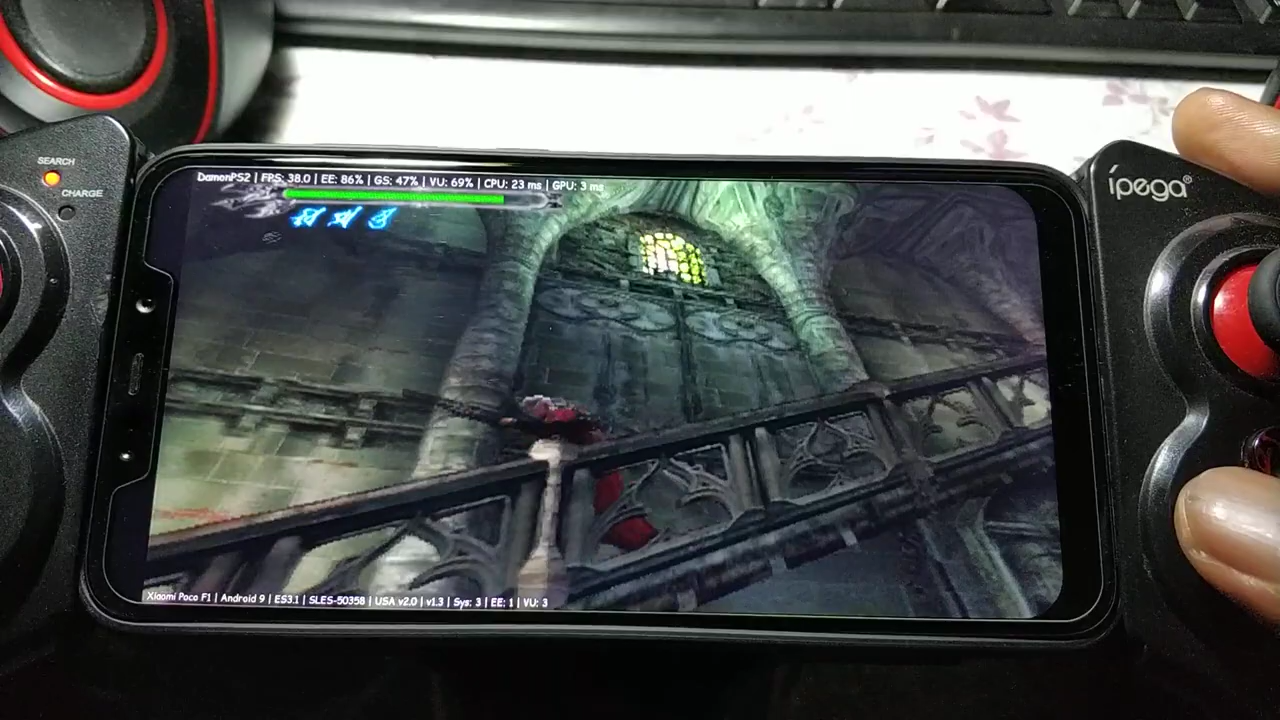 SEARCH
CHARGE
DamonPS2 | FPS: 38.0 | EE: 86% | GS: 47% | VU: 69% | CPU: 23 ms | GPU: 3 ms
ípega®
Xiaomi Poco F1 | Android 9 | ES3.1 | SLES-50358 | USA v2.0 | v1.3 | Sys: 3 | EE: 1 | VU: 3